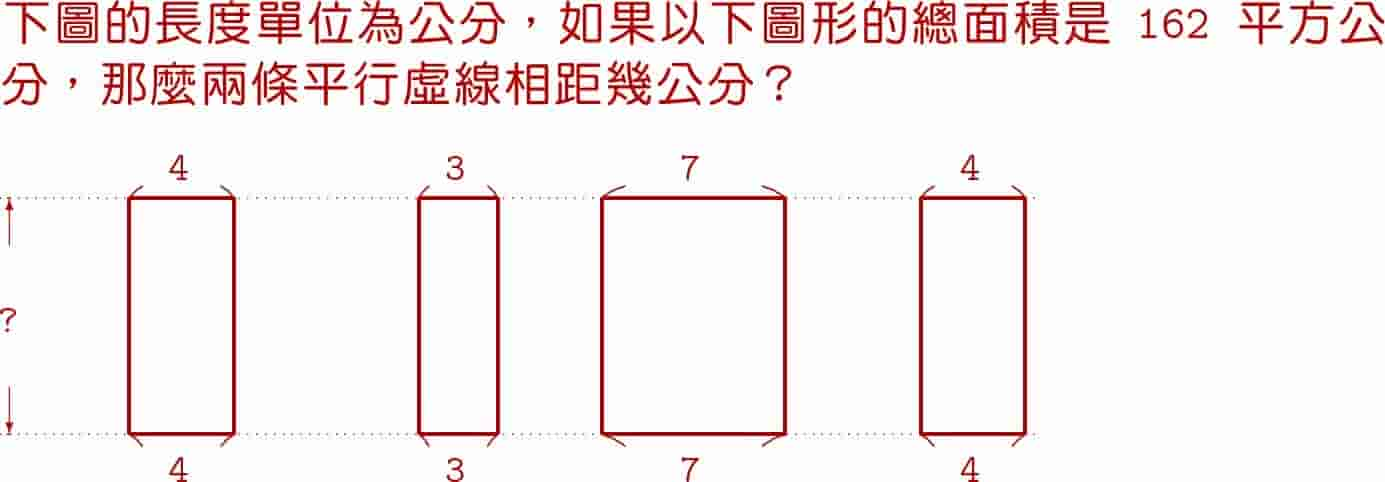 下圖的長度單位為公分，如果以下圖形的總面積是 162 平方公
分，那麼兩條平行虛線相距幾公分？
4 3 7 4
?
4 3 7 4